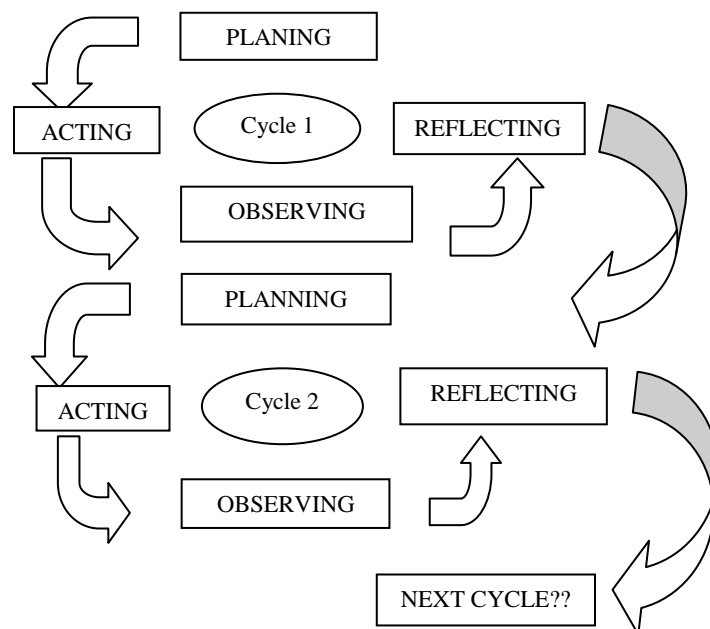 PLANING
ACTING
Cycle 1
REFLECTING
OBSERVING
PLANNING
ACTING
Cycle 2
REFLECTING
OBSERVING
NEXT CYCLE??